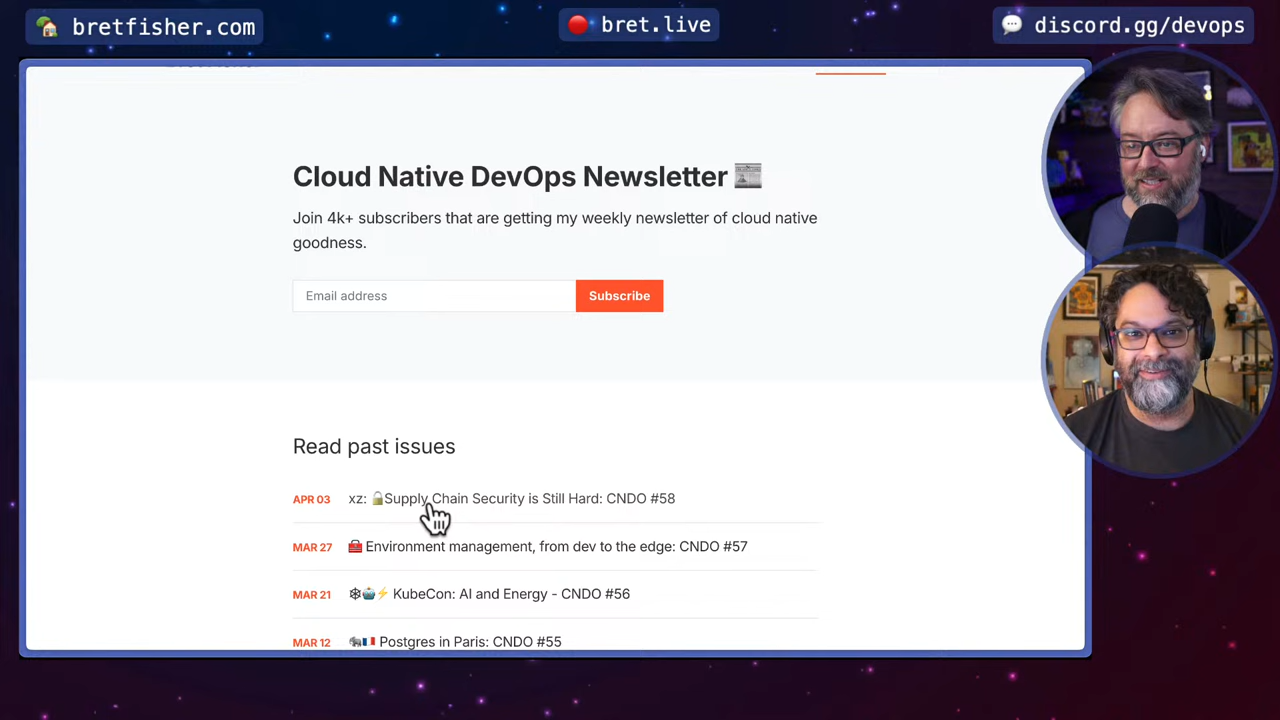 bretfisher.com
bret.live
discord.gg/devops
Cloud Native DevOps Newsletter
Join 4k+ subscribers that are getting my weekly newsletter of cloud native
goodness.
Email address
Subscribe
Read past issues
APR 03 xz: 🔒Supply Chain Security is Still Hard: CNDO #58
MAR 27 🧰 Environment management, from dev to the edge: CNDO #57
MAR 21 ❄️🤖⚡ KubeCon: AI and Energy - CNDO #56
MAR 12 🐘🇫🇷 Postgres in Paris: CNDO #55